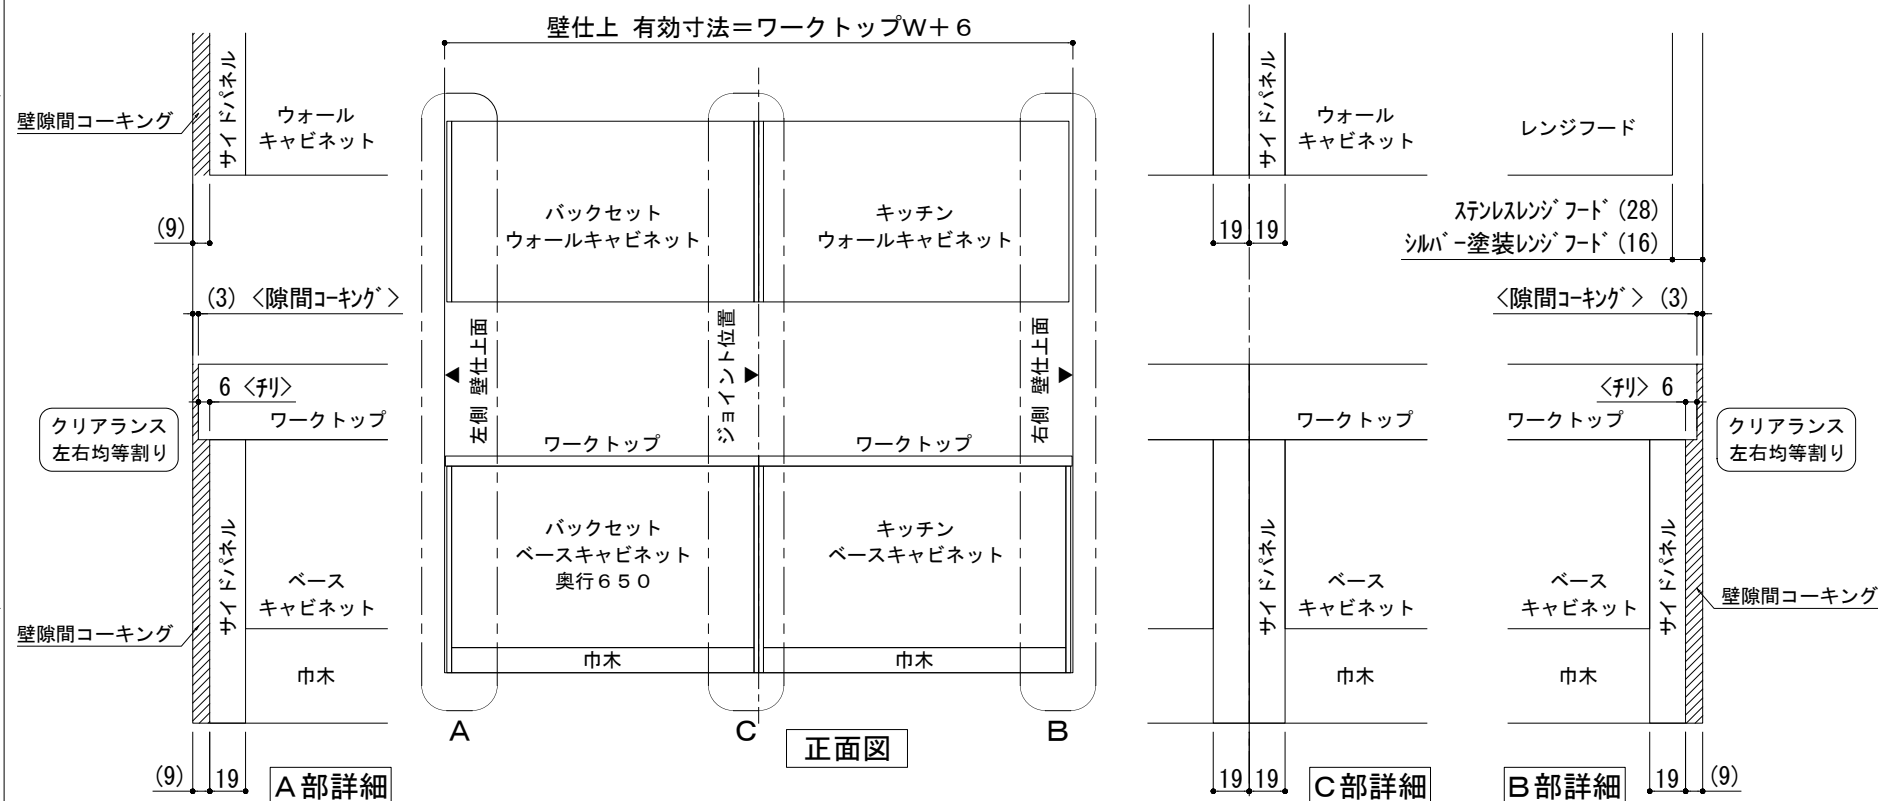 壁仕上 有効寸法＝ワークトップW＋６
壁隙間コーキング
サイドパネル
ウォール
キャビネット
(9)
(3) <隙間ｺｰｷﾝｸﾞ>
6 <ﾁﾘ>
ワークトップ
クリアランス
左右均等割り
サイドパネル
ベース
キャビネット
壁隙間コーキング
巾木
(9) 19
A部詳細
バックセット
ウォールキャビネット
キッチン
ウォールキャビネット
左側 壁仕上面
ジョイント位置
右側 壁仕上面
ワークトップ
ワークトップ
バックセット
ベースキャビネット
奥行６５０
キッチン
ベースキャビネット
巾木
巾木
A
C
B
正面図
サイドパネル
ウォール
キャビネット
19 19
ワークトップ
サイドパネル
ベース
キャビネット
巾木
19 19
C部詳細
レンジフード
ｽﾃﾝﾚｽﾚﾝｼﾞﾌｰﾄﾞ(28)
ｼﾙﾊﾞｰ塗装ﾚﾝｼﾞﾌｰﾄﾞ(16)
<隙間ｺｰｷﾝｸﾞ> (3)
<ﾁﾘ> 6
ワークトップ
クリアランス
左右均等割り
ベース
キャビネット
サイドパネル
壁隙間コーキング
巾木
19 (9)
B部詳細